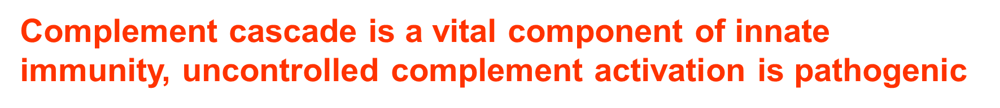 Complement cascade is a vital component of innate
immunity, uncontrolled complement activation is pathogenic